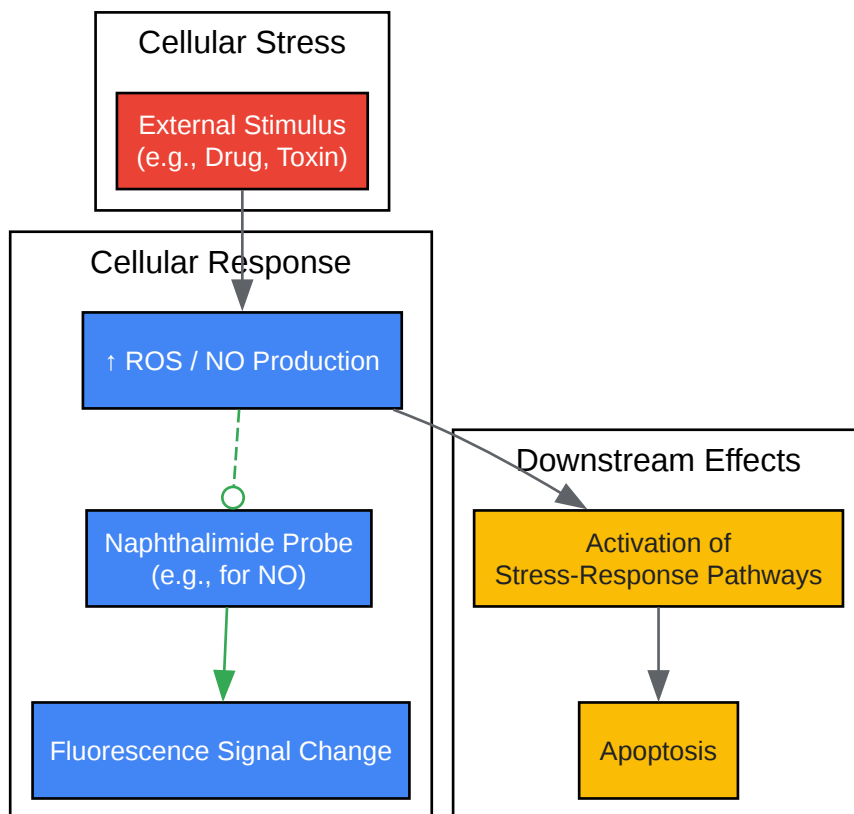 Cellular Stress
External Stimulus
(e.g., Drug, Toxin)
Cellular Response
↑ ROS / NO Production
Naphthalimide Probe
(e.g., for NO)
Fluorescence Signal Change
Downstream Effects
Activation of
Stress-Response Pathways
Apoptosis